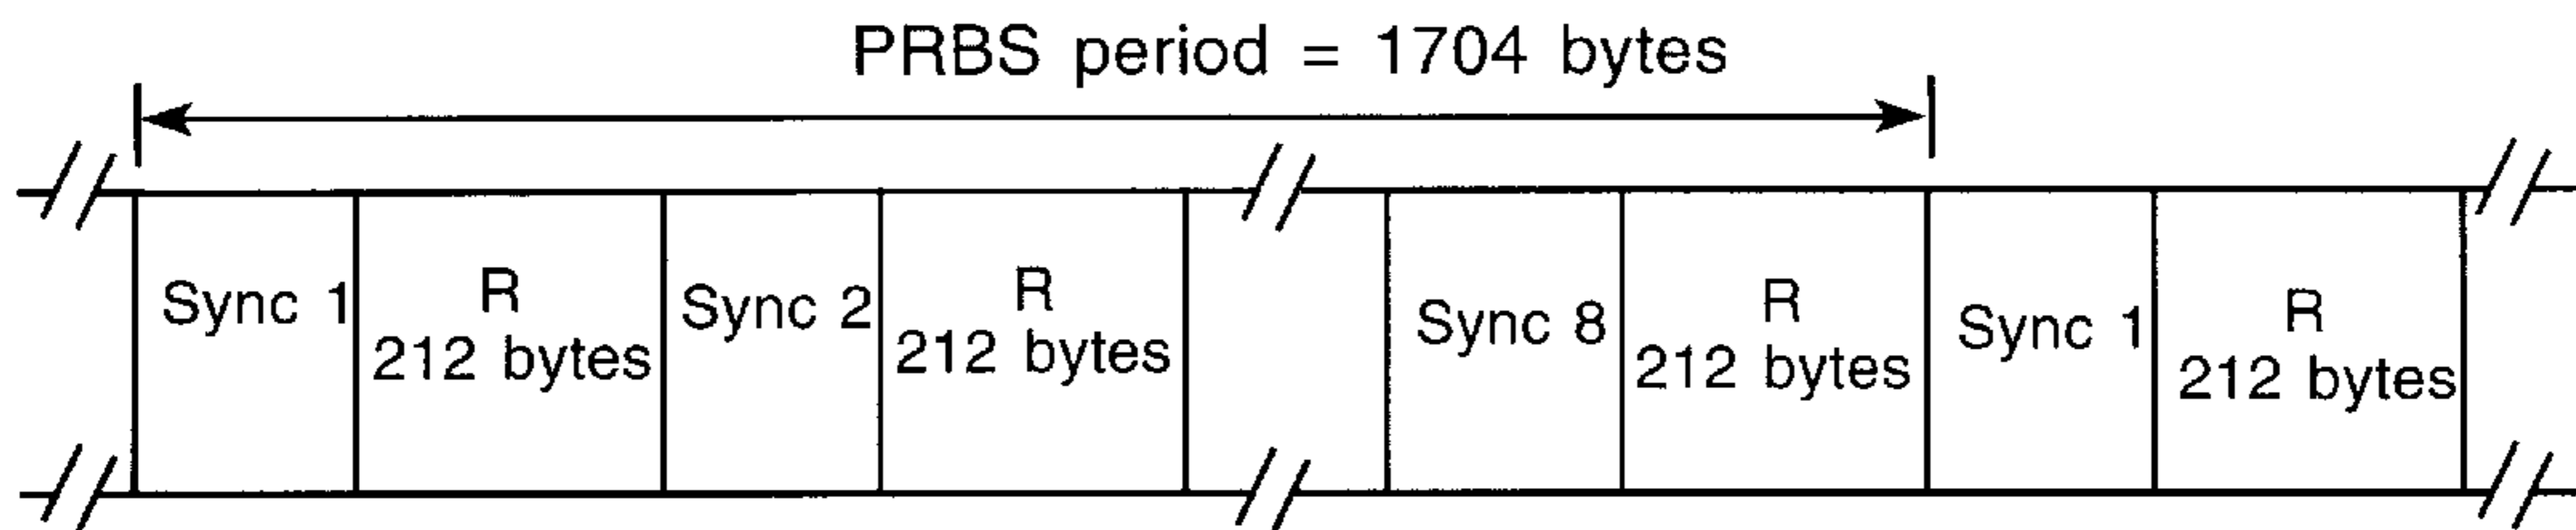 PRBS period = 1704 bytes
Sync 1
R
212 bytes
Sync 2
R
212 bytes
Sync 8
R
212 bytes
Sync 1
R
212 bytes